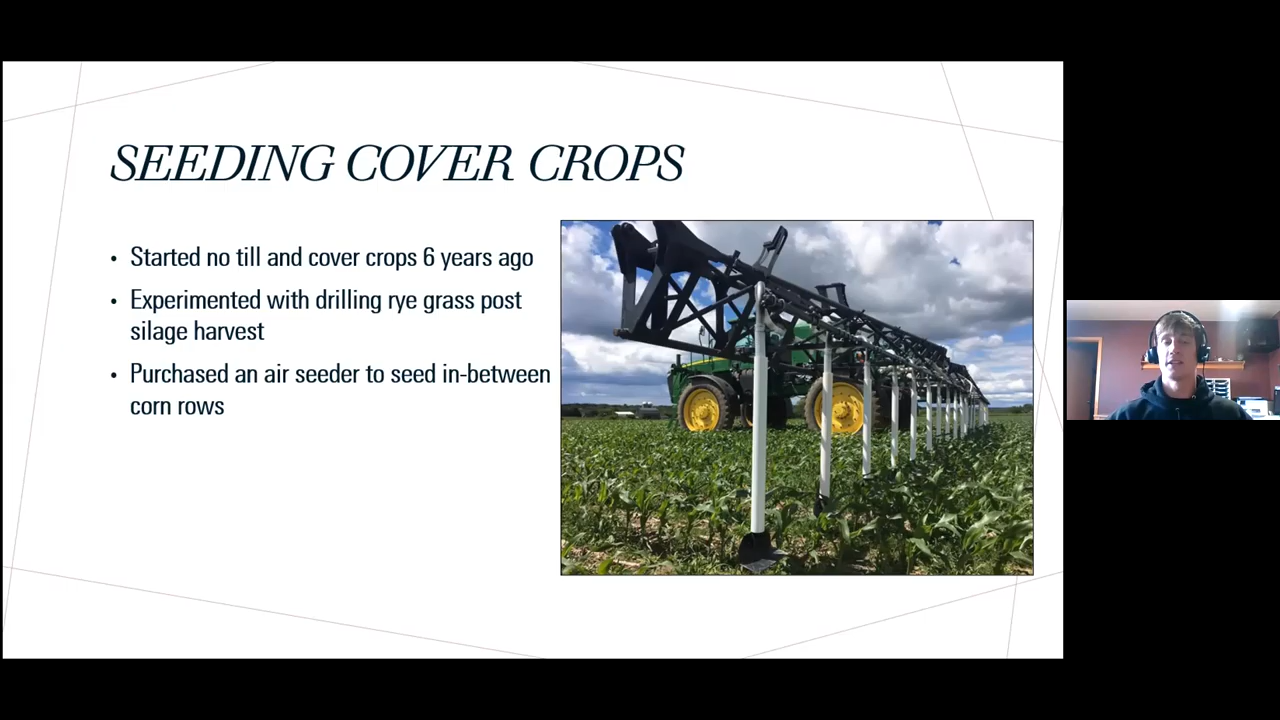 SEEDING COVER CROPS
• Started no till and cover crops 6 years ago
• Experimented with drilling rye grass post
silage harvest
• Purchased an air seeder to seed in-between
corn rows